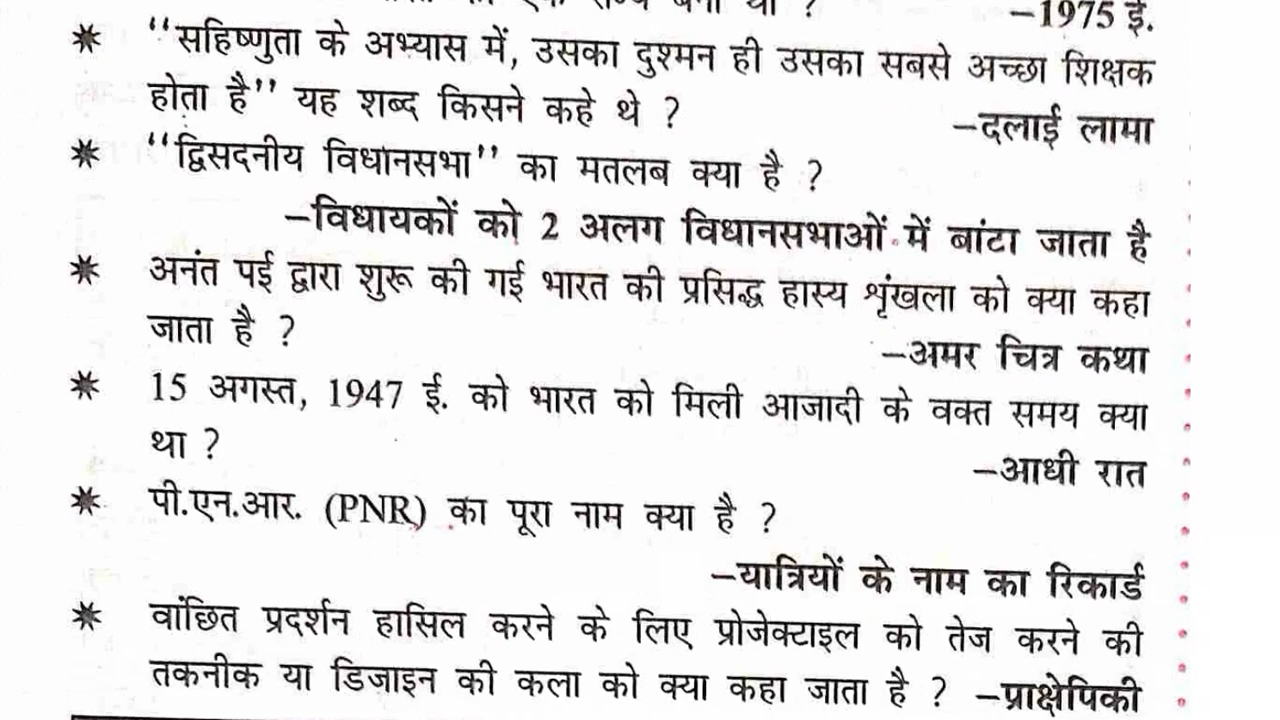 –1975 ई.
✷ ‘‘सहिष्णुता के अभ्यास में, उसका दुश्मन ही उसका सबसे अच्छा शिक्षक
होता है’’ यह शब्द किसने कहे थे ? –दलाई लामा
✷ ‘‘द्विसदनीय विधानसभा’’ का मतलब क्या है ?
–विधायकों को 2 अलग विधानसभाओं में बांटा जाता है
✷ अनंत पई द्वारा शुरू की गई भारत की प्रसिद्ध हास्य शृंखला को क्या कहा
जाता है ? –अमर चित्र कथा
✷ 15 अगस्त, 1947 ई. को भारत को मिली आजादी के वक्त समय क्या
था ? –आधी रात
✷ पी.एन.आर. (PNR) का पूरा नाम क्या है ?
–यात्रियों के नाम का रिकार्ड
✷ वांछित प्रदर्शन हासिल करने के लिए प्रोजेक्टाइल को तेज करने की
तकनीक या डिजाइन की कला को क्या कहा जाता है ? –प्राक्षेपिकी